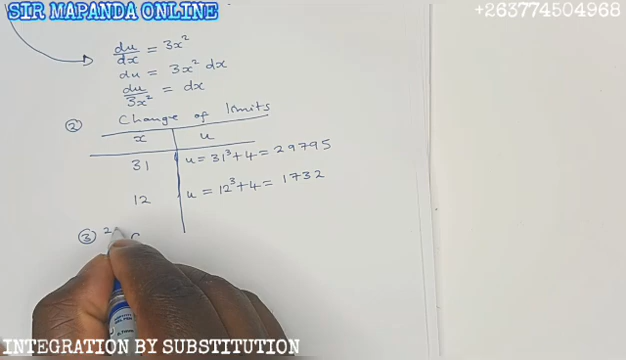 SIR MAPANDA ONLINE
+263774504968
du/dx = 3x²
du = 3x² dx
du/3x² = dx
② Change of limits
x | u
31 | u = 31³+4 = 29795
12 | u = 12³+4 = 1732
③ 2
INTEGRATION BY SUBSTITUTION